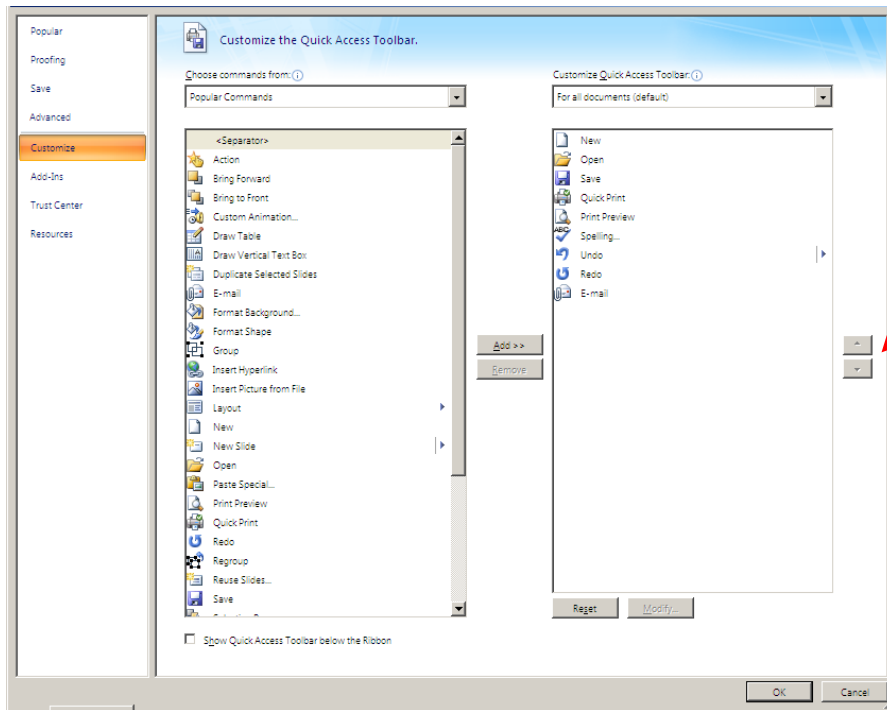 Popular
Proofing
Save
Advanced
Customize
Add-Ins
Trust Center
Resources
Customize the Quick Access Toolbar.
Choose commands from:
Popular Commands
<Separator>
Action
Bring Forward
Bring to Front
Custom Animation...
Draw Table
Draw Vertical Text Box
Duplicate Selected Slides
E-mail
Format Background...
Format Shape
Group
Insert Hyperlink
Insert Picture from File
Layout
New
New Slide
Open
Paste Special...
Print Preview
Quick Print
Redo
Regroup
Reuse Slides...
Save
Show Quick Access Toolbar below the Ribbon
Add >>
Remove
Customize Quick Access Toolbar:
For all documents (default)
New
Open
Save
Quick Print
Print Preview
Spelling...
Undo
Redo
E-mail
Reset
Modify...
OK
Cancel